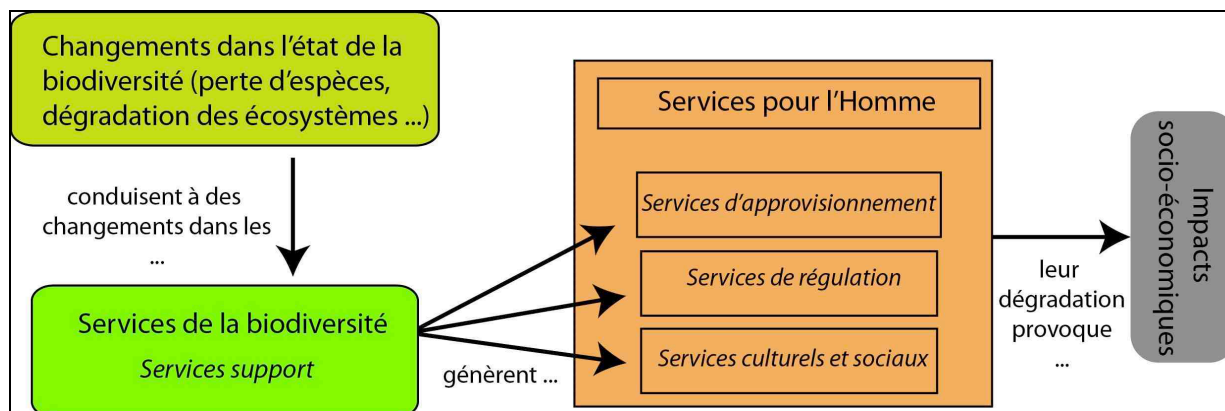 Changements dans l'état de la
biodiversité (perte d'espèces,
dégradation des écosystèmes ...)
conduisent à des
changements dans les
...
Services de la biodiversité
Services support
génèrent ...
Services pour l'Homme
Services d'approvisionnement
Services de régulation
Services culturels et sociaux
leur
dégradation
provoque
...
Impacts
socio-économiques